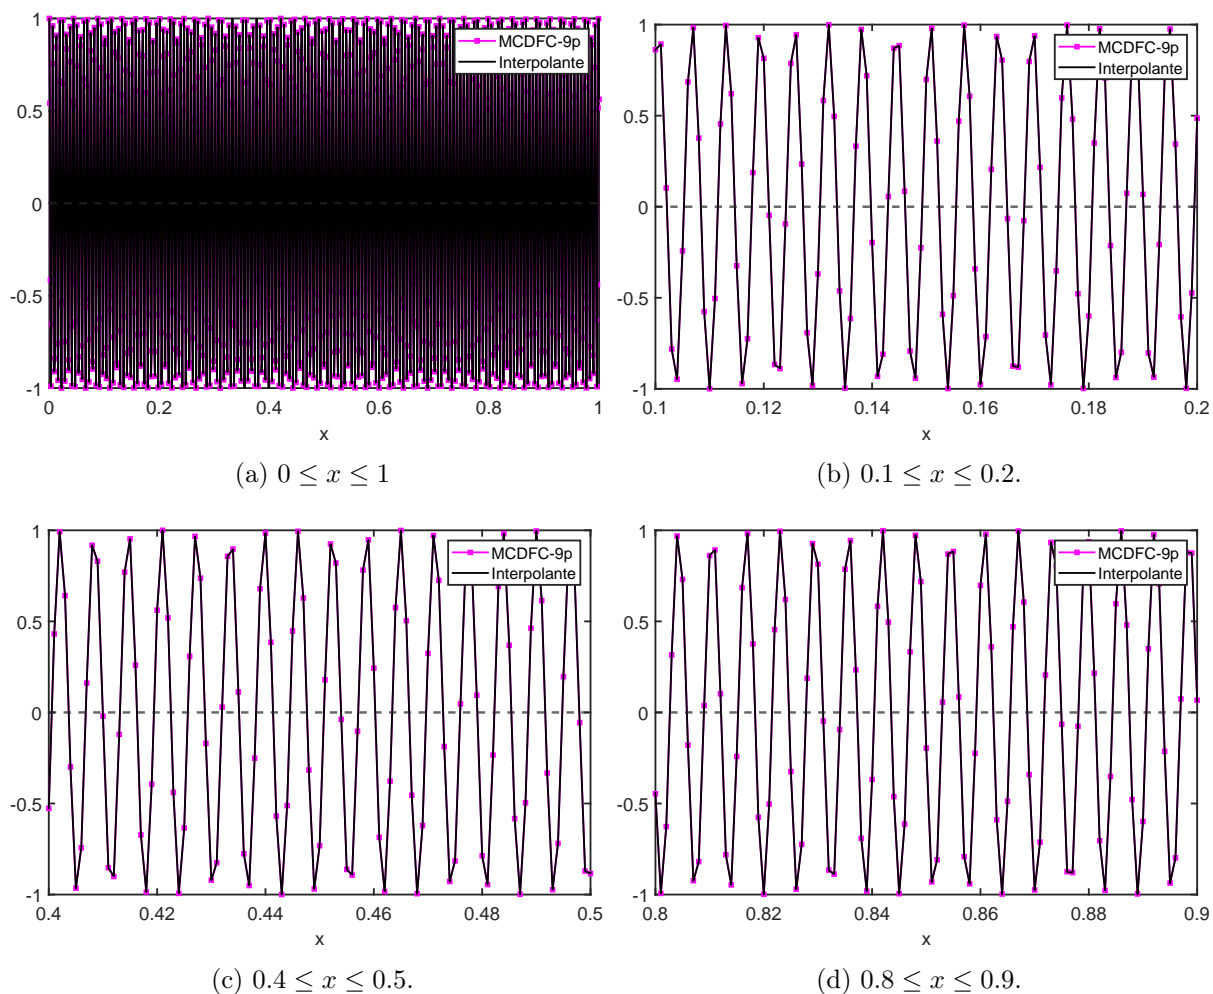 1
0.5
0
-0.5
-1
0
0.2
0.4
0.6
0.8
1
x
MCDFC-9p
Interpolante
(a) 0 ≤ x ≤ 1
1
0.5
0
-0.5
-1
0.1
0.12
0.14
0.16
0.18
0.2
x
MCDFC-9p
Interpolante
(b) 0.1 ≤ x ≤ 0.2.
1
0.5
0
-0.5
-1
0.4
0.42
0.44
0.46
0.48
0.5
x
MCDFC-9p
Interpolante
(c) 0.4 ≤ x ≤ 0.5.
1
0.5
0
-0.5
-1
0.8
0.82
0.84
0.86
0.88
0.9
x
MCDFC-9p
Interpolante
(d) 0.8 ≤ x ≤ 0.9.